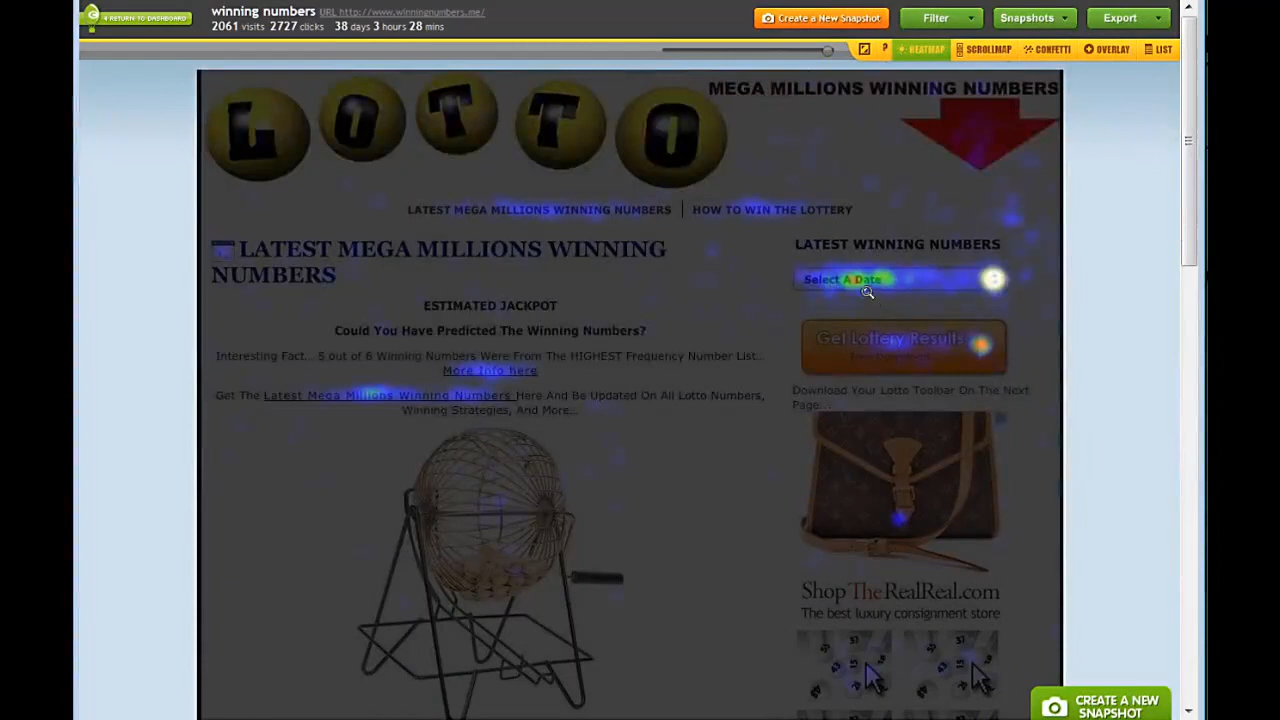 RETURN TO DASHBOARD
winning numbers URL http://www.winningnumbers.me/
2061 visits 2727 clicks 38 days 3 hours 28 mins
Create a New Snapshot
Filter
Snapshots
Export
?
HEATMAP
SCROLLMAP
CONFETTI
OVERLAY
LIST
LOTTO
MEGA MILLIONS WINNING NUMBERS
LATEST MEGA MILLIONS WINNING NUMBERS
HOW TO WIN THE LOTTERY
LATEST MEGA MILLIONS WINNING
NUMBERS
ESTIMATED JACKPOT
Could You Have Predicted The Winning Numbers?
Interesting Fact... 5 out of 6 Winning Numbers Were From The HIGHEST Frequency Number List...
More Info here
Get The Latest Mega Millions Winning Numbers Here And Be Updated On All Lotto Numbers,
Winning Strategies, And More...
LATEST WINNING NUMBERS
Select A Date
Get Lottery Results
Free Download
Download Your Lotto Toolbar On The Next
Page...
Shop TheRealReal.com
The best luxury consignment store
CREATE A NEW
SNAPSHOT